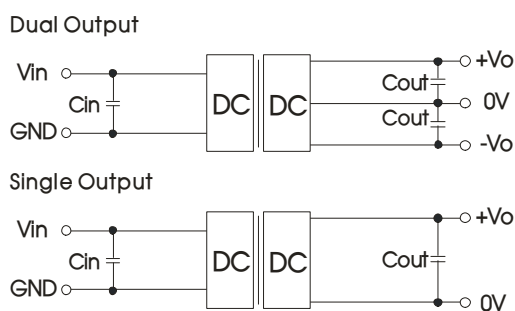 Dual Output
Vin
+Vo
Cin
DC
DC
Cout
0V
Cout
GND
-Vo
Single Output
Vin
+Vo
Cin
DC
DC
Cout
GND
0V